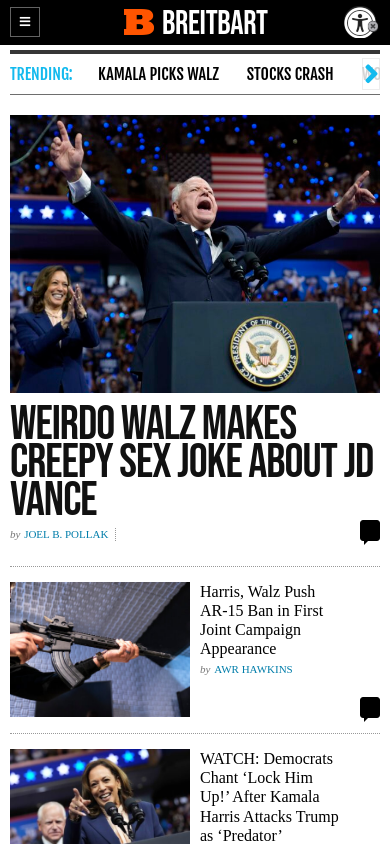 BREITBART
TRENDING: KAMALA PICKS WALZ STOCKS CRASH
VICE PRESIDENT OF THE
WEIRDO WALZ MAKES
CREEPY SEX JOKE ABOUT JD
VANCE
by JOEL B. POLLAK
Harris, Walz Push
AR-15 Ban in First
Joint Campaign
Appearance
by AWR HAWKINS
WATCH: Democrats
Chant ‘Lock Him
Up!’ After Kamala
Harris Attacks Trump
as ‘Predator’